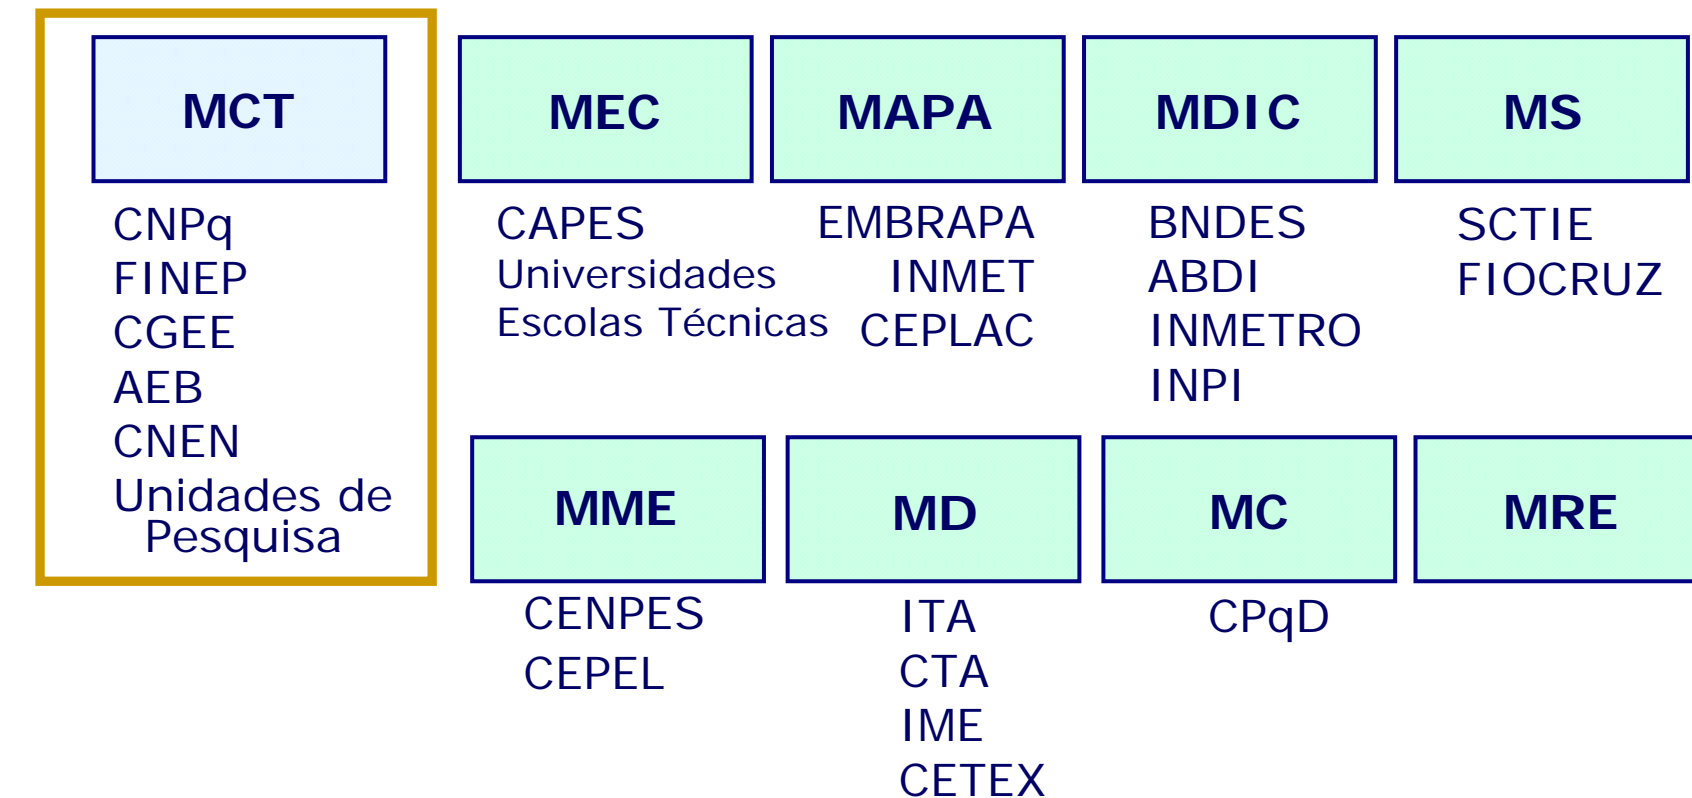 MCT
CNPq
FINEP
CGEE
AEB
CNEN
Unidades de
Pesquisa
MEC
CAPES
Universidades
Escolas Técnicas
MAPA
EMBRAPA
INMET
CEPLAC
MDIC
BNDES
ABDI
INMETRO
INPI
MS
SCTIE
FIOCRUZ
MME
CENPES
CEPEL
MD
ITA
CTA
IME
CETEX
MC
CPqD
MRE